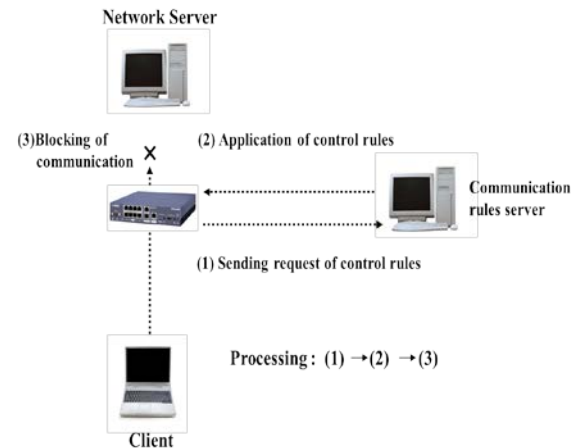 Network Server
(3)Blocking of
communication
×
(2) Application of control rules
Communication
rules server
(1) Sending request of control rules
Processing : (1) →(2) →(3)
Client